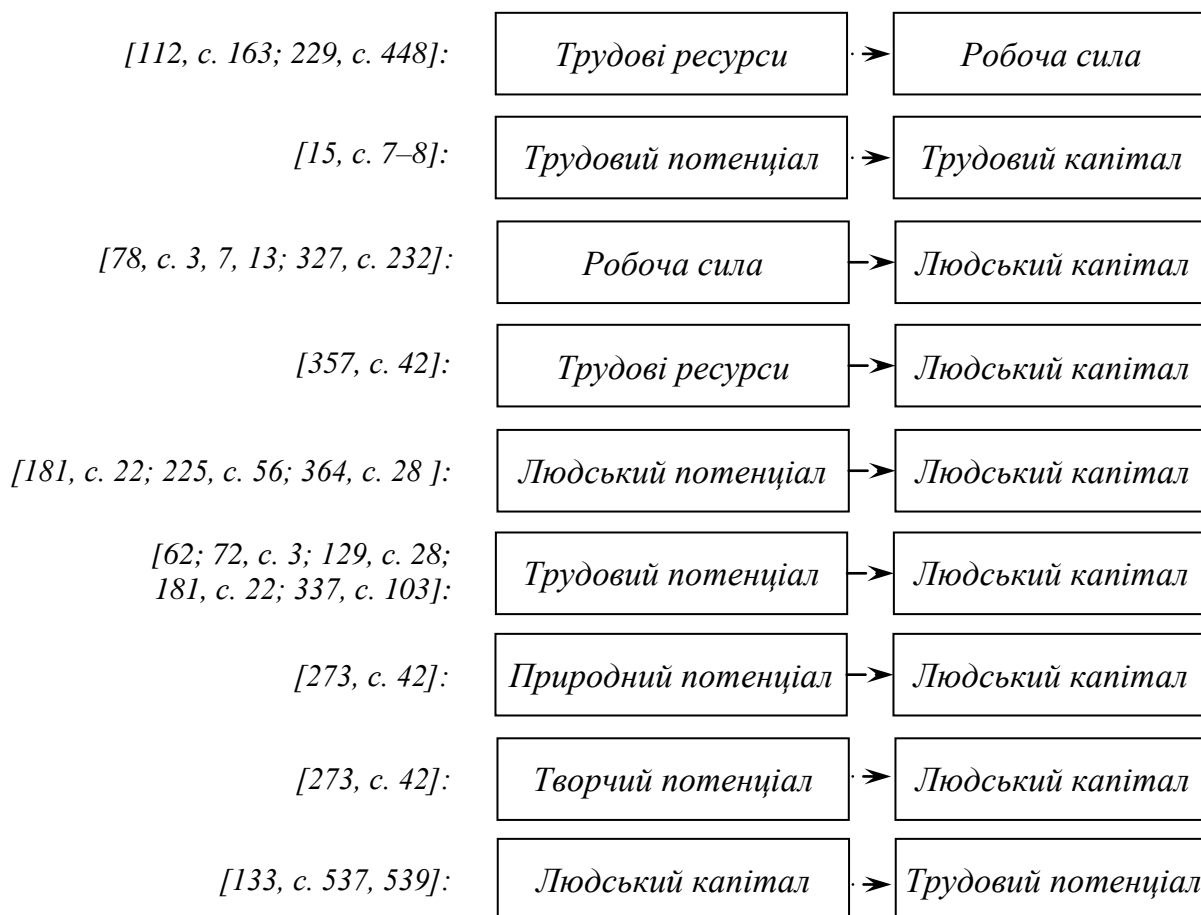 [112, с. 163; 229, с. 448]: Трудові ресурси Робоча сила
[15, с. 7–8]: Трудовий потенціал Трудовий капітал
[78, с. 3, 7, 13; 327, с. 232]: Робоча сила Людський капітал
[357, с. 42]: Трудові ресурси Людський капітал
[181, с. 22; 225, с. 56; 364, с. 28 ]: Людський потенціал Людський капітал
[62; 72, с. 3; 129, с. 28;
181, с. 22; 337, с. 103]: Трудовий потенціал Людський капітал
[273, с. 42]: Природний потенціал Людський капітал
[273, с. 42]: Творчий потенціал Людський капітал
[133, с. 537, 539]: Людський капітал Трудовий потенціал